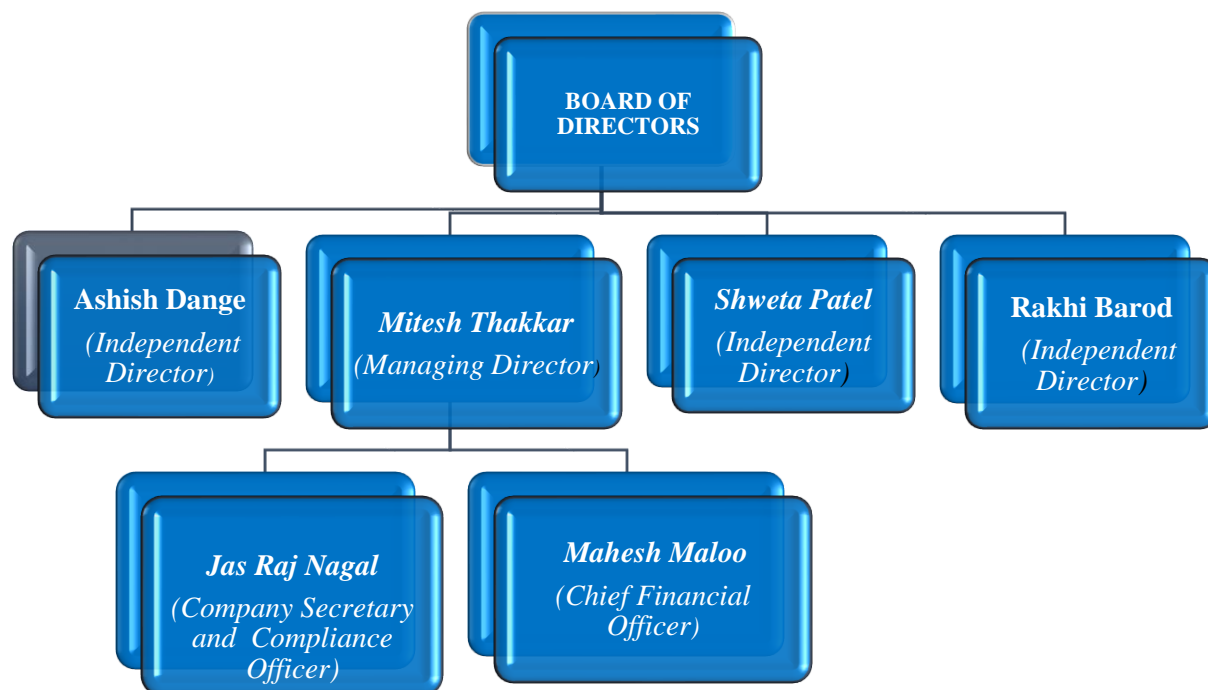 BOARD OF
DIRECTORS
Ashish Dange
(Independent
Director)
Mitesh Thakkar
(Managing Director)
Shweta Patel
(Independent
Director)
Rakhi Barod
(Independent
Director)
Jas Raj Nagal
(Company Secretary
and Compliance
Officer)
Mahesh Maloo
(Chief Financial
Officer)